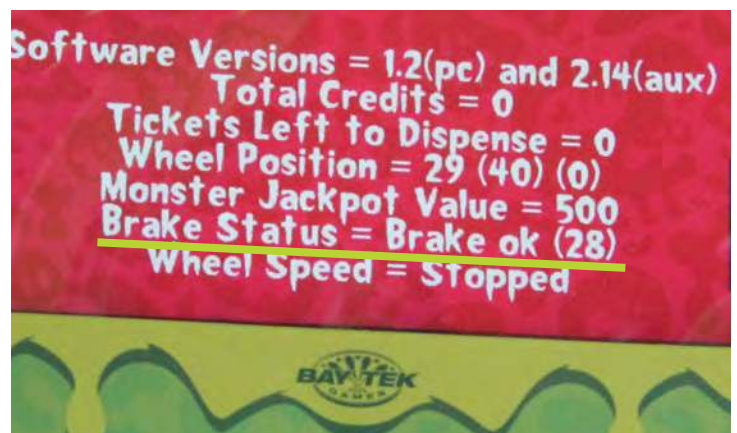 Software Versions = 1.2(pc) and 2.14(aux)
Total Credits = 0
Tickets Left to Dispense = 0
Wheel Position = 29 (40) (0)
Monster Jackpot Value = 500
Brake Status = Brake ok (28)
Wheel Speed = Stopped
BAY TEK
GAMES